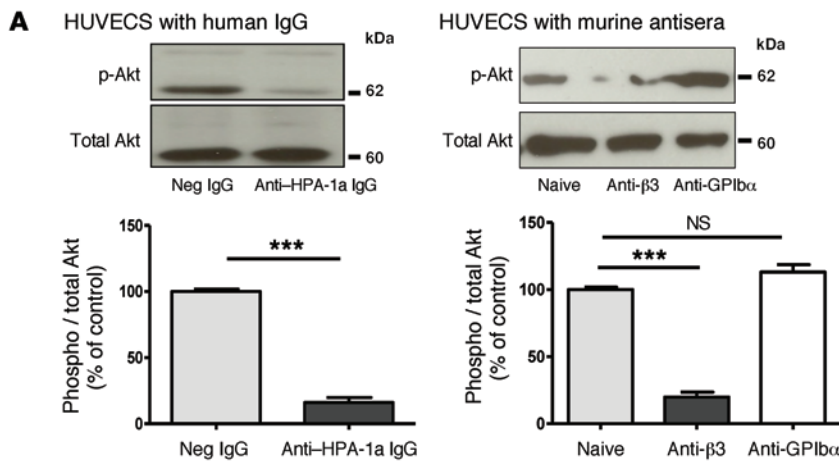 A
HUVECS with human IgG
kDa
p-Akt
62
Total Akt
60
Neg IgG Anti–HPA-1a IgG
Phospho / total Akt
(% of control)
150
100
50
0
***
Neg IgG Anti–HPA-1a IgG
HUVECS with murine antisera
kDa
p-Akt
62
Total Akt
60
Naive Anti-β3 Anti-GPIbα
Phospho / total Akt
(% of control)
150
100
50
0
NS
***
Naive Anti-β3 Anti-GPIbα